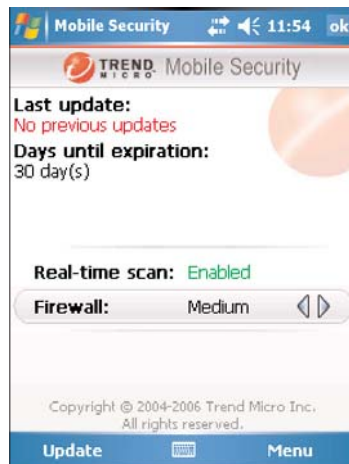 Mobile Security 11:54 ok
TREND MICRO Mobile Security
Last update:
No previous updates
Days until expiration:
30 day(s)
Real-time scan: Enabled
Firewall: Medium
Copyright © 2004-2006 Trend Micro Inc.
All rights reserved.
Update Menu